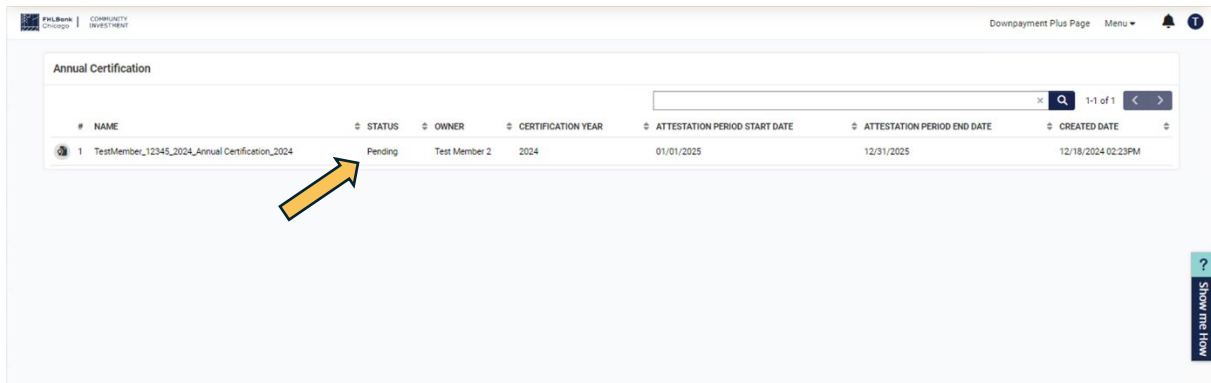 FHLBank Chicago | COMMUNITY INVESTMENT
Downpayment Plus Page Menu
T
Annual Certification
1-1 of 1
# NAME STATUS OWNER CERTIFICATION YEAR ATTESTATION PERIOD START DATE ATTESTATION PERIOD END DATE CREATED DATE
1 TestMember_12345_2024_Annual Certification_2024 Pending Test Member 2 2024 01/01/2025 12/31/2025 12/18/2024 02:23PM
? Show me How